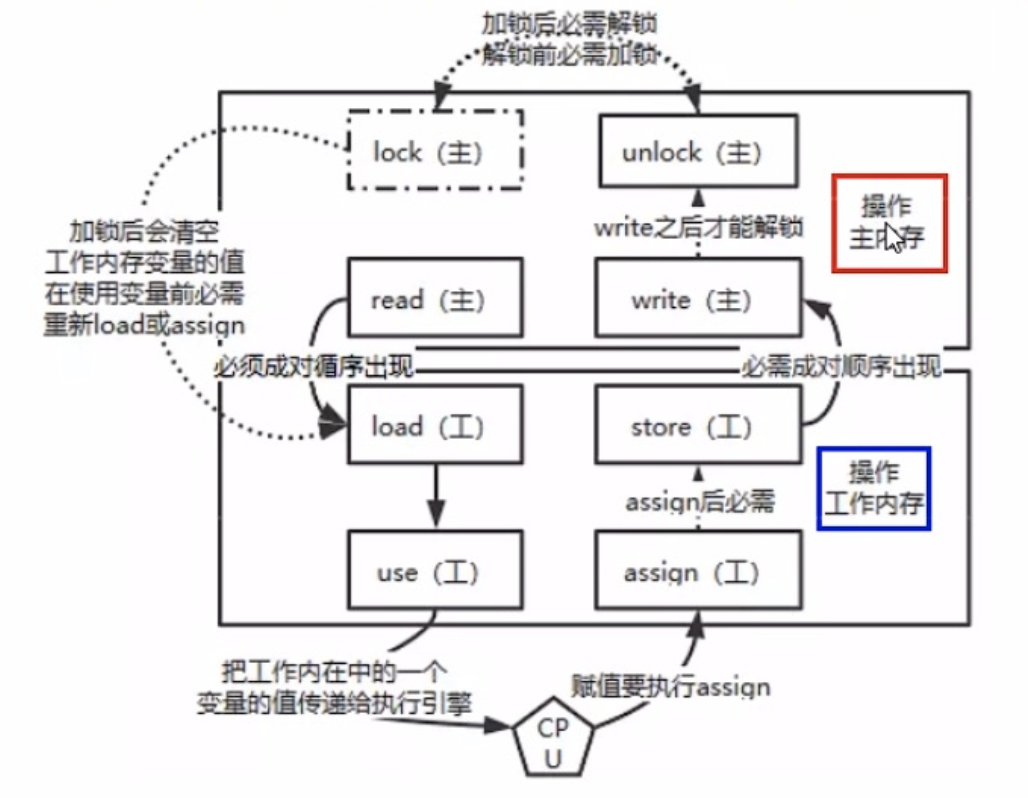 加锁后必需解锁
解锁前必需加锁
lock（主）
unlock（主）
操作
主内存
write之后才能解锁
加锁后会清空
工作内存变量的值
在使用变量前必需
重新load或assign
read（主）
write（主）
必须成对循序出现
必需成对顺序出现
load（工）
store（工）
操作
工作内存
assign后必需
use（工）
assign（工）
把工作内在中的一个
变量的值传递给执行引擎
赋值要执行assign
CP
U